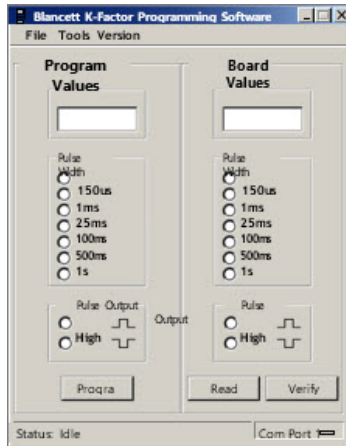 Blancett K-Factor Programming Software
File Tools Version
Program
Values
Pulse
Width
150us
1ms
25ms
100ms
500ms
1s
Pulse Output
High
Progra
Board
Values
Pulse
Width
150us
1ms
25ms
100ms
500ms
1s
Pulse
Output
High
Read
Verify
Status: Idle
Com Port